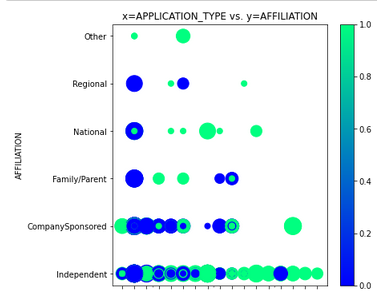 x=APPLICATION_TYPE vs. y=AFFILIATION
1.0
Other
0.8
Regional
0.6
National
AFFILIATION
0.4
Family/Parent
0.2
CompanySponsored
Independent
0.0